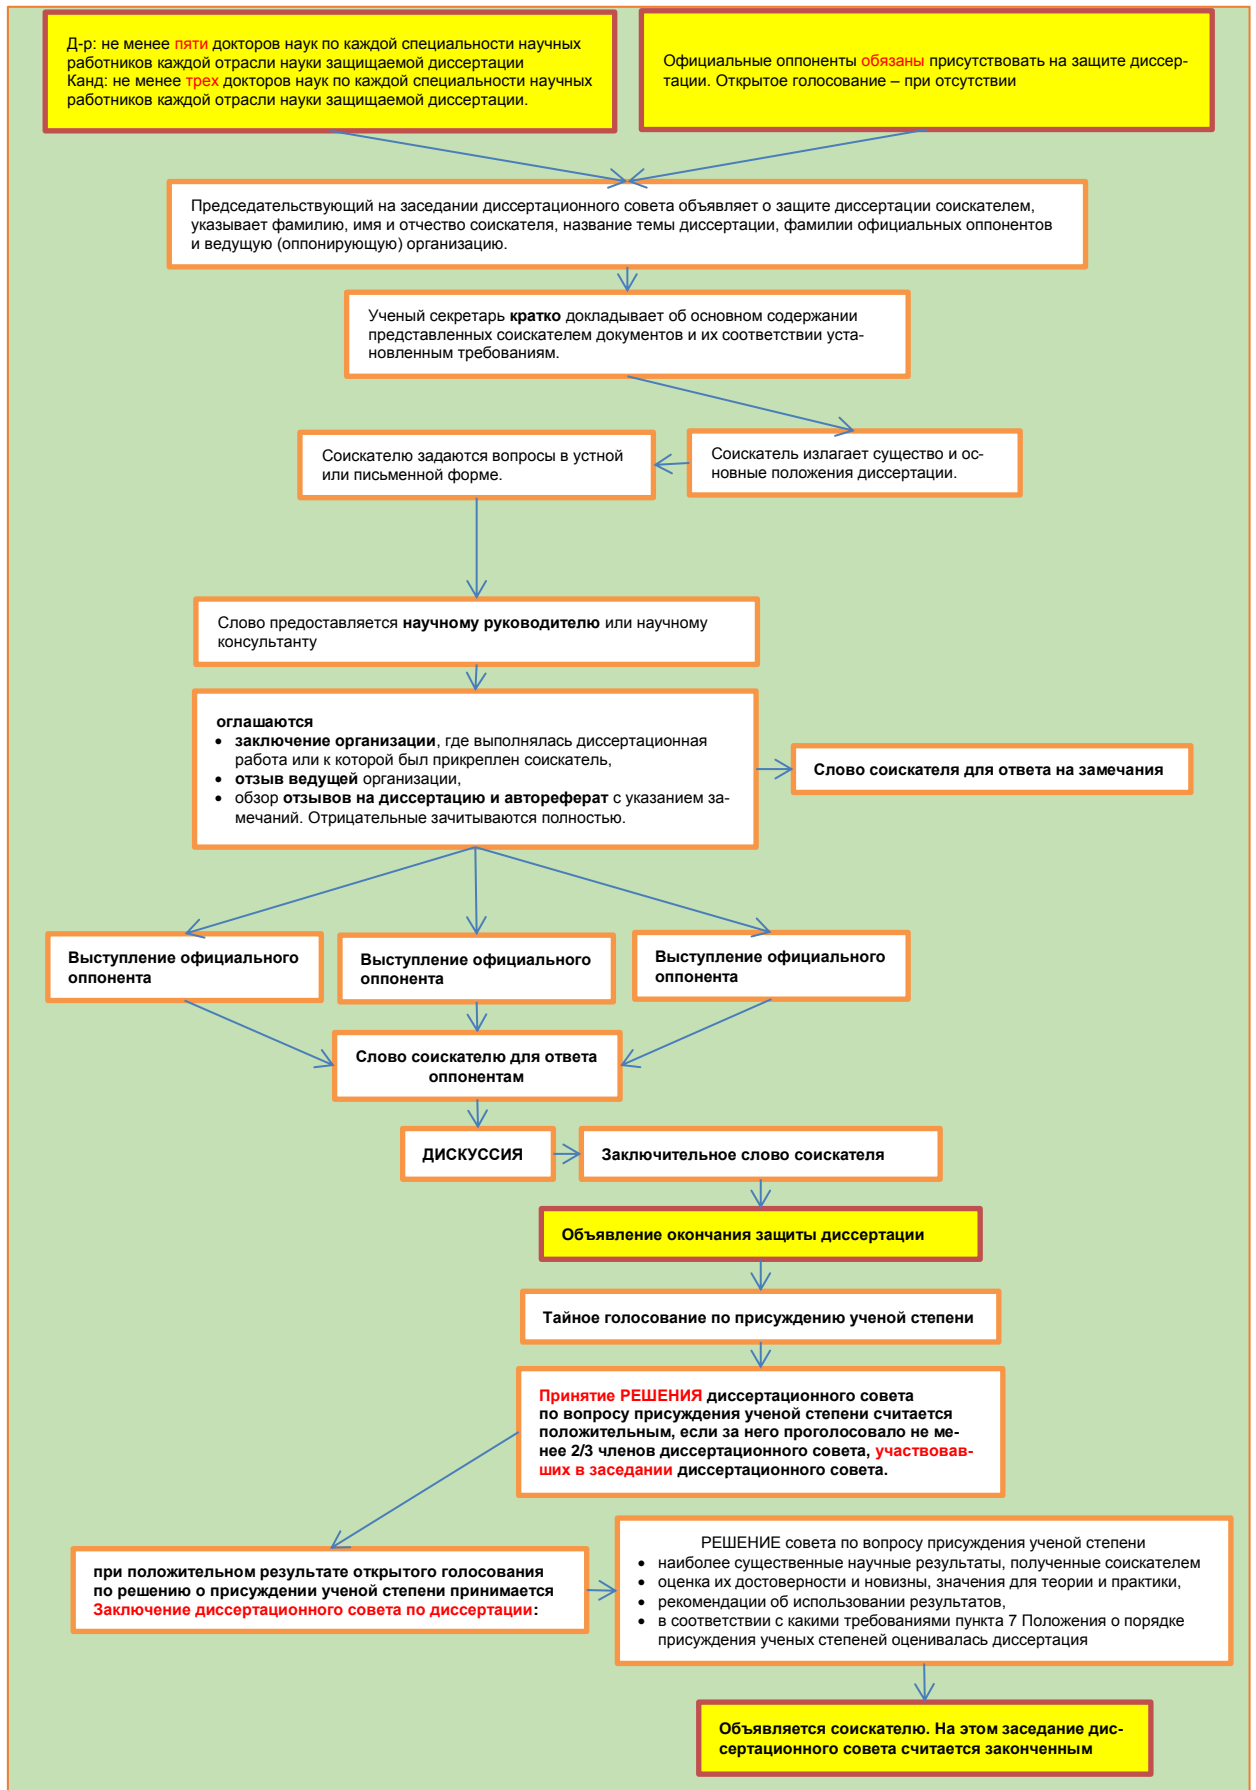 Д-р: не менее пяти докторов наук по каждой специальности научных
работников каждой отрасли науки защищаемой диссертации
Канд: не менее трех докторов наук по каждой специальности научных
работников каждой отрасли науки защищаемой диссертации.
Официальные оппоненты обязаны присутствовать на защите диссер-
тации. Открытое голосование – при отсутствии
Председательствующий на заседании диссертационного совета объявляет о защите диссертации соискателем,
указывает фамилию, имя и отчество соискателя, название темы диссертации, фамилии официальных оппонентов
и ведущую (оппонирующую) организацию.
Ученый секретарь кратко докладывает об основном содержании
представленных соискателем документов и их соответствии уста-
новленным требованиям.
Соискатель излагает существо и ос-
новные положения диссертации.
Соискателю задаются вопросы в устной
или письменной форме.
Слово предоставляется научному руководителю или научному
консультанту
оглашаются
• заключение организации, где выполнялась диссертационная
работа или к которой был прикреплен соискатель,
• отзыв ведущей организации,
• обзор отзывов на диссертацию и автореферат с указанием за-
мечаний. Отрицательные зачитываются полностью.
Слово соискателя для ответа на замечания
Выступление официального
оппонента
Выступление официального
оппонента
Выступление официального
оппонента
Слово соискателю для ответа
оппонентам
ДИСКУССИЯ
Заключительное слово соискателя
Объявление окончания защиты диссертации
Тайное голосование по присуждению ученой степени
Принятие РЕШЕНИЯ диссертационного совета
по вопросу присуждения ученой степени считается
положительным, если за него проголосовало не ме-
нее 2/3 членов диссертационного совета, участвовав-
ших в заседании диссертационного совета.
при положительном результате открытого голосования
по решению о присуждении ученой степени принимается
Заключение диссертационного совета по диссертации:
РЕШЕНИЕ совета по вопросу присуждения ученой степени
• наиболее существенные научные результаты, полученные соискателем
• оценка их достоверности и новизны, значения для теории и практики,
• рекомендации об использовании результатов,
• в соответствии с какими требованиями пункта 7 Положения о порядке
присуждения ученых степеней оценивалась диссертация
Объявляется соискателю. На этом заседание дис-
сертационного совета считается законченным